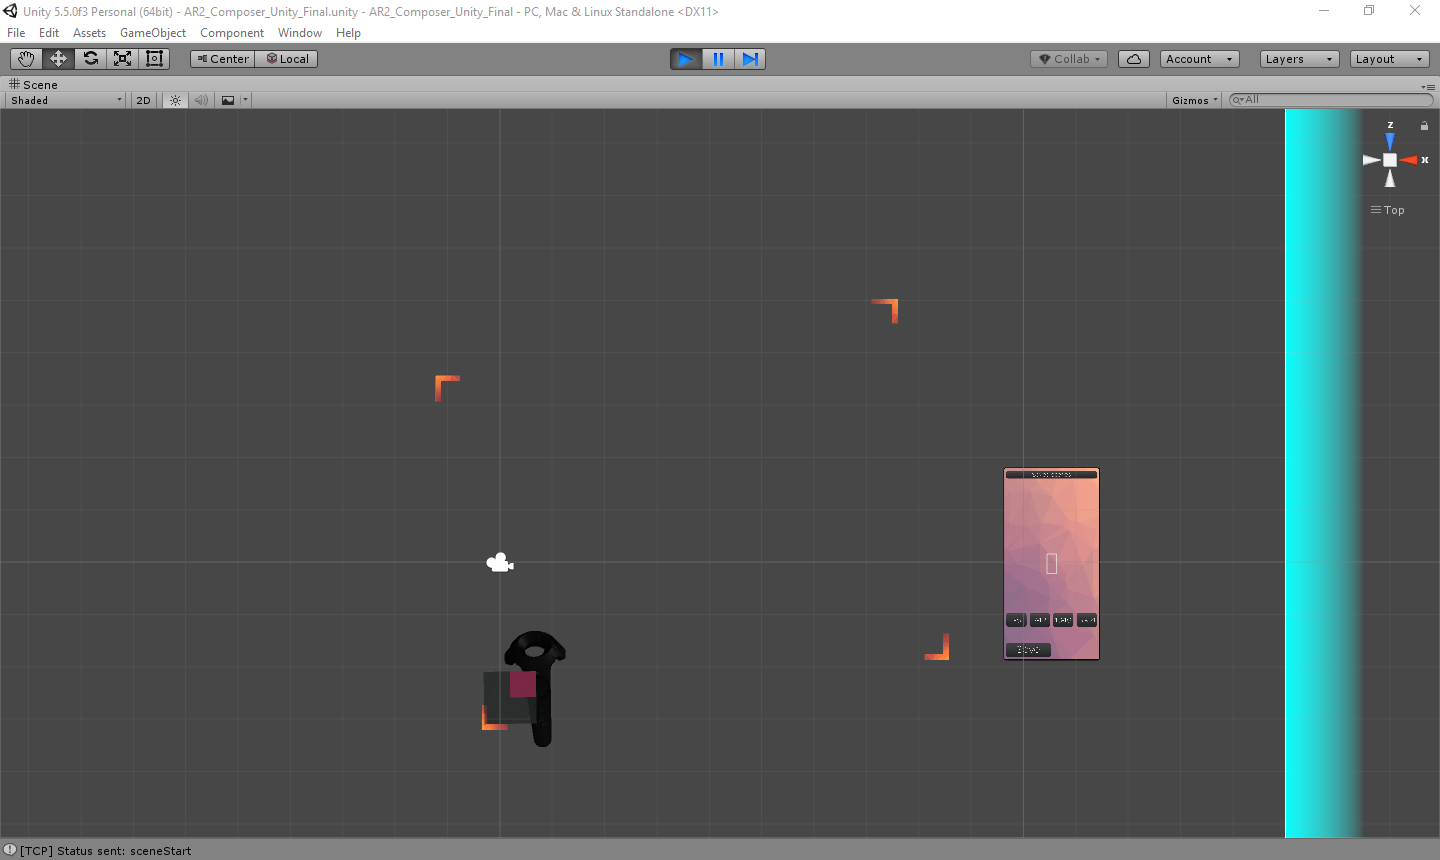 Unity 5.5.0f3 Personal (64bit) - AR2_Composer_Unity_Final.unity - AR2_Composer_Unity_Final - PC, Mac & Linux Standalone <DX11>
File Edit Assets GameObject Component Window Help
Center Local Collab Account Layers Layout
Scene
Shaded 2D Gizmos All
z
x
Top
[TCP] Status sent: sceneStart